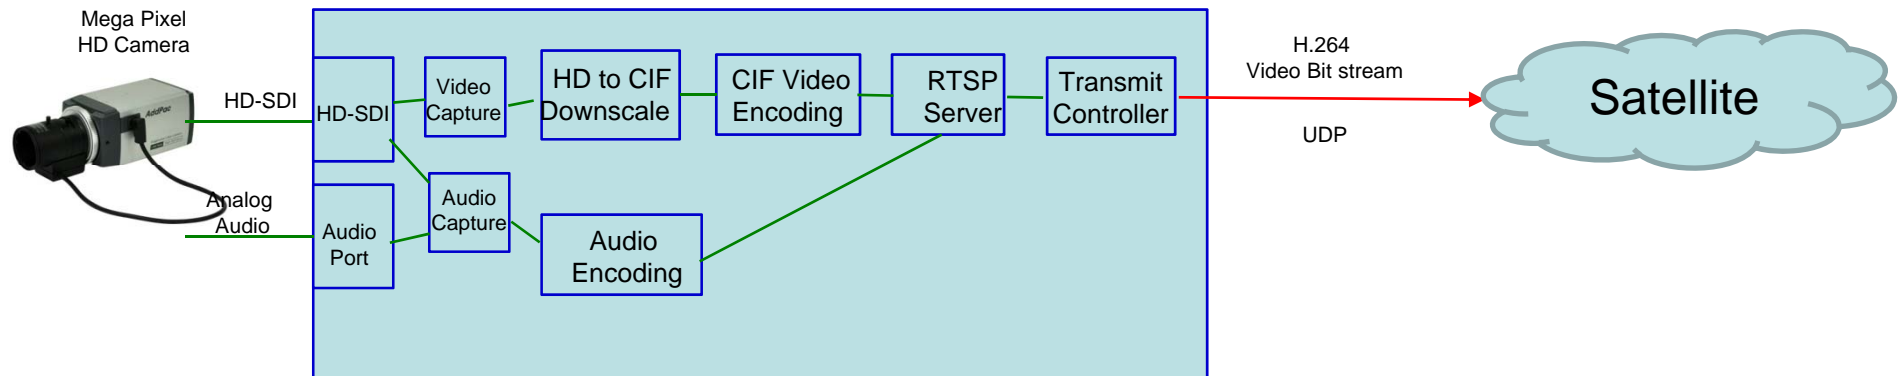 Mega Pixel
HD Camera
AddPac
HD-SDI
Analog
Audio
HD-SDI
Audio
Port
Video
Capture
Audio
Capture
HD to CIF
Downscale
Audio
Encoding
CIF Video
Encoding
RTSP
Server
Transmit
Controller
H.264
Video Bit stream
UDP
Satellite